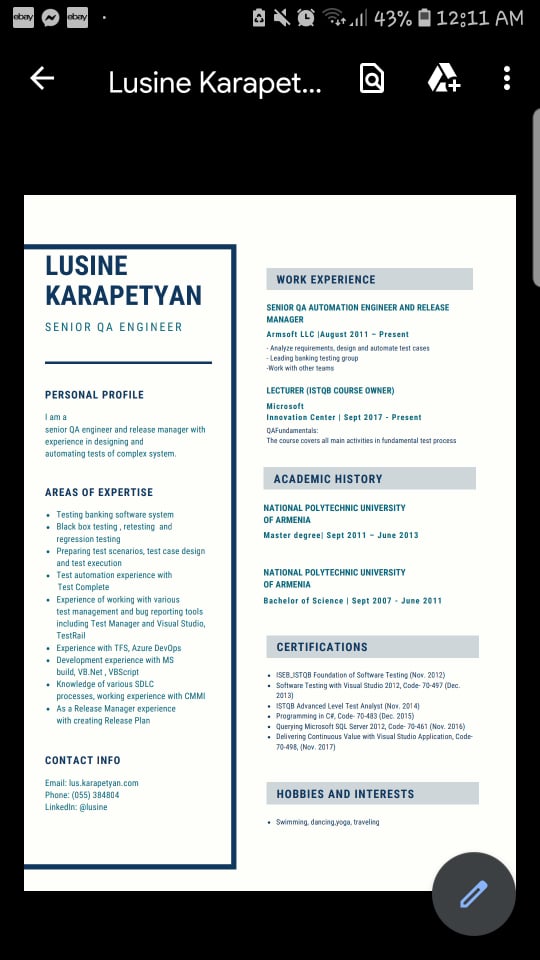 ebay ebay 43% 12:11 AM
Lusine Karapet...
LUSINE
KARAPETYAN
SENIOR QA ENGINEER
PERSONAL PROFILE
I am a
senior QA engineer and release manager with
experience in designing and
automating tests of complex system.
AREAS OF EXPERTISE
• Testing banking software system
• Black box testing , retesting and
regression testing
• Preparing test scenarios, test case design
and test execution
• Test automation experience with
Test Complete
• Experience of working with various
test management and bug reporting tools
including Test Manager and Visual Studio,
TestRail
• Experience with TFS, Azure DevOps
• Development experience with MS
build, VB.Net , VBScript
• Knowledge of various SDLC
processes, working experience with CMMI
• As a Release Manager experience
with creating Release Plan
CONTACT INFO
Email: lus.karapetyan.com
Phone: (055) 384804
LinkedIn: @lusine
WORK EXPERIENCE
SENIOR QA AUTOMATION ENGINEER AND RELEASE
MANAGER
Armsoft LLC |August 2011 – Present
- Analyze requirements, design and automate test cases
- Leading banking testing group
-Work with other teams
LECTURER (ISTQB COURSE OWNER)
Microsoft
Innovation Center | Sept 2017 - Present
QAFundamentals:
The course covers all main activities in fundamental test process
ACADEMIC HISTORY
NATIONAL POLYTECHNIC UNIVERSITY
OF ARMENIA
Master degree| Sept 2011 – June 2013
NATIONAL POLYTECHNIC UNIVERSITY
OF ARMENIA
Bachelor of Science | Sept 2007 - June 2011
CERTIFICATIONS
• ISEB_ISTQB Foundation of Software Testing (Nov. 2012)
• Software Testing with Visual Studio 2012, Code- 70-497 (Dec.
2013)
• ISTQB Advanced Level Test Analyst (Nov. 2014)
• Programming in C#, Code- 70-483 (Dec. 2015)
• Querying Microsoft SQL Server 2012, Code- 70-461 (Nov. 2016)
• Delivering Continuous Value with Visual Studio Application, Code-
70-498, (Nov. 2017)
HOBBIES AND INTERESTS
• Swimming, dancing,yoga, traveling